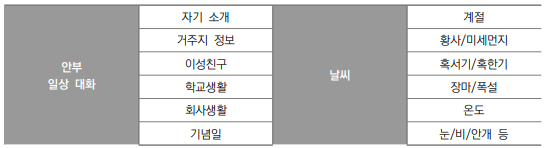 안부
일상 대화
자기 소개
거주지 정보
이성친구
학교생활
회사생활
기념일
날씨
계절
황사/미세먼지
혹서기/혹한기
장마/폭설
온도
눈/비/안개 등